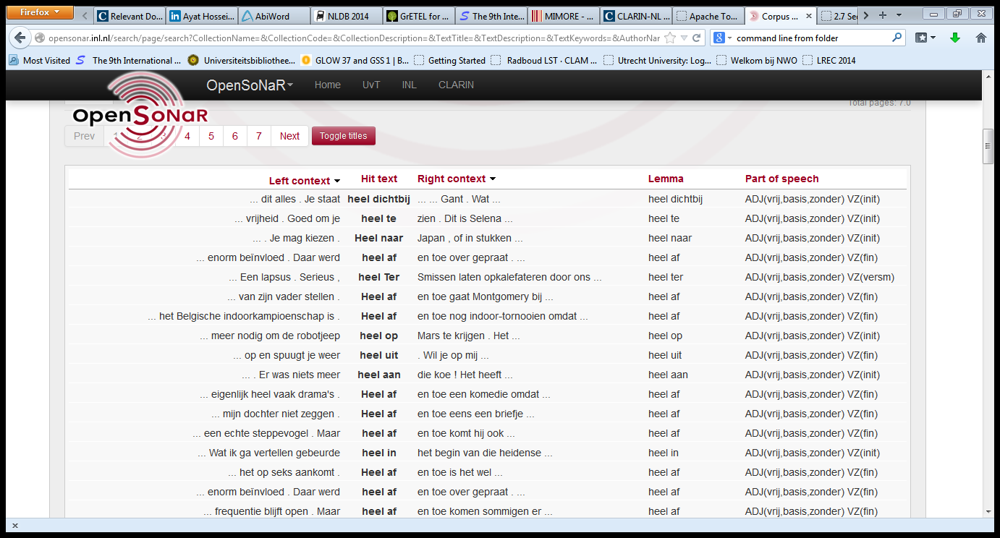 Firefox
Relevant Do... Ayat Hossei... AbiWord NLDB 2014 GrETEL for ... The 9th Inte... MIMORE - ... CLARIN-NL ... Apache To... Corpus ... 2.7 Sec
opensonar.inl.nl/search/page/search?CollectionName=&CollectionCode=&CollectionDescription=&TextTitle=&TextDescription=&TextKeywords=&AuthorNar command line from folder
Most Visited The 9th International ... Universiteitsbibliothee... GLOW 37 and GSS 1 | B... Getting Started Radboud LST · CLAM ... Utrecht University: Log... Welkom bij NWO LREC 2014
OpenSoNaR Home UvT INL CLARIN
OpenSoNaR
Total pages: 7.0
Prev 1 2 3 4 5 6 7 Next Toggle titles
Left context Hit text Right context Lemma Part of speech
... dit alles . Je staat heel dichtbij ... ... Gant . Wat ... heel dichtbij ADJ(vrij,basis,zonder) VZ(init)
... vrijheid . Goed om je heel te zien . Dit is Selena ... heel te ADJ(vrij,basis,zonder) VZ(init)
... . Je mag kiezen . Heel naar Japan , of in stukken ... heel naar ADJ(vrij,basis,zonder) VZ(init)
... enorm beïnvloed . Daar werd heel af en toe over gepraat . ... heel af ADJ(vrij,basis,zonder) VZ(fin)
... Een lapsus . Serieus , heel Ter Smissen laten opkalefateren door ons ... heel ter ADJ(vrij,basis,zonder) VZ(versm)
... van zijn vader stellen . Heel af en toe gaat Montgomery bij ... heel af ADJ(vrij,basis,zonder) VZ(fin)
... het Belgische indoorkampioenschap is . Heel af en toe nog indoor-tornooien omdat ... heel af ADJ(vrij,basis,zonder) VZ(fin)
... meer nodig om de robotjeep heel op Mars te krijgen . Het ... heel op ADJ(vrij,basis,zonder) VZ(init)
... op en spuugt je weer heel uit . Wil je op mij ... heel uit ADJ(vrij,basis,zonder) VZ(fin)
... . Er was niets meer heel aan die koe ! Het heeft ... heel aan ADJ(vrij,basis,zonder) VZ(init)
... eigenlijk heel vaak drama's . Heel af en toe een komedie omdat ... heel af ADJ(vrij,basis,zonder) VZ(fin)
... mijn dochter niet zeggen . Heel af en toe eens een briefje ... heel af ADJ(vrij,basis,zonder) VZ(fin)
... een echte steppevogel . Maar heel af en toe komt hij ook ... heel af ADJ(vrij,basis,zonder) VZ(fin)
... Wat ik ga vertellen gebeurde heel in het begin van die heidense ... heel in ADJ(vrij,basis,zonder) VZ(init)
... het op seks aankomt . Heel af en toe is het wel ... heel af ADJ(vrij,basis,zonder) VZ(fin)
... enorm beïnvloed . Daar werd heel af en toe over gepraat . ... heel af ADJ(vrij,basis,zonder) VZ(fin)
... frequentie blijft open . Maar heel af en toe komen sommigen er ... heel af ADJ(vrij,basis,zonder) VZ(fin)